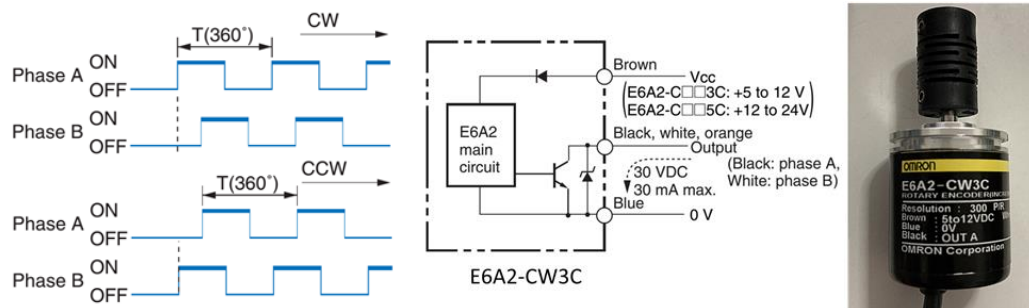 CW
T(360°)
Phase A ON
OFF
Phase B ON
OFF
CCW
T(360°)
Phase A ON
OFF
Phase B ON
OFF
E6A2
main
circuit
Brown
Vcc
(E6A2-C□□3C: +5 to 12 V
E6A2-C□□5C: +12 to 24V)
Black, white, orange
Output
(Black: phase A,
White: phase B)
30 VDC
30 mA max.
Blue
0 V
E6A2-CW3C
OMRON
E6A2-CW3C
ROTARY ENCODER(INCRE
Resolution : 300 P/R
Brown : 5to12VDC
Blue : 0V
Black : OUT A
OMRON Corporation